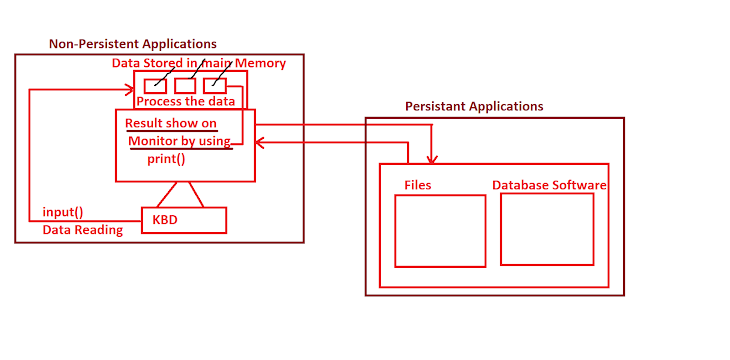 Non-Persistent Applications
Data Stored in main Memory
Process the data
Result show on
Monitor by using
print()
input()
Data Reading
KBD
Persistant Applications
Files
Database Software